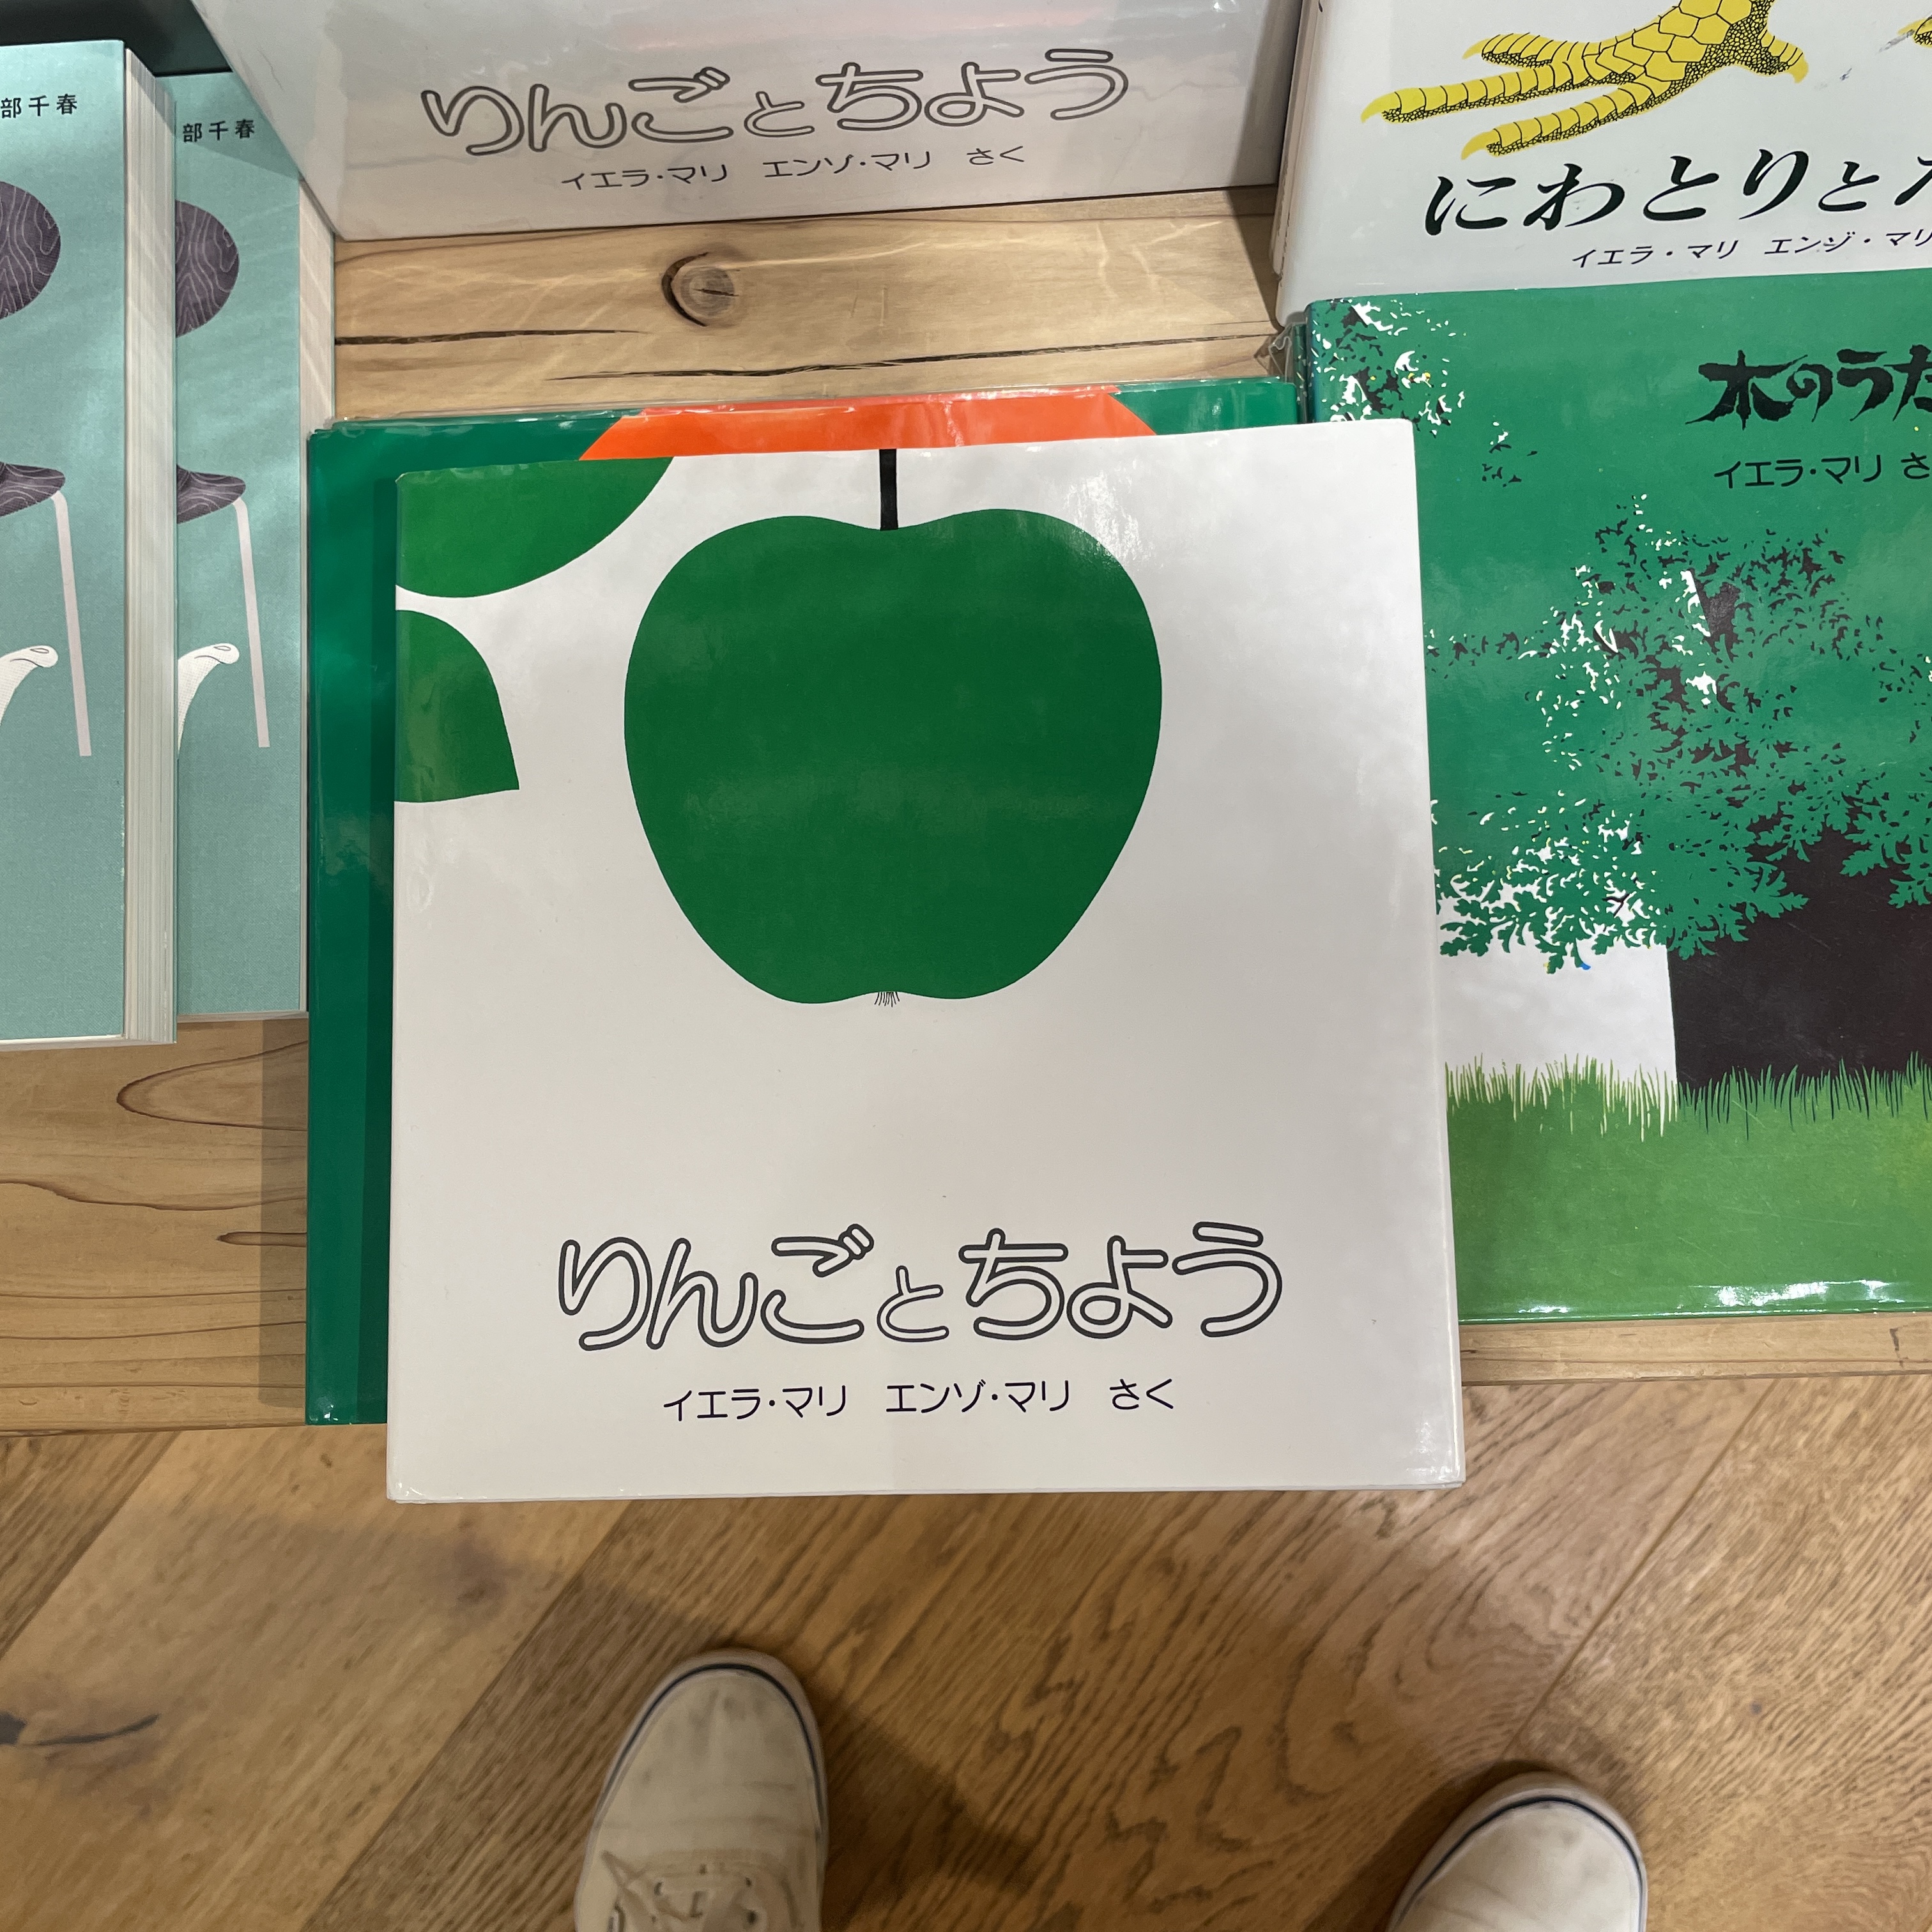 部千春
部千春
りんごとちょう
イエラ・マリ エンゾ・マリ さく
にわとりと
イエラ・マリ エンゾ・マリ
木のうた
イエラ・マリ さ
りんごとちょう
イエラ・マリ エンゾ・マリ さく